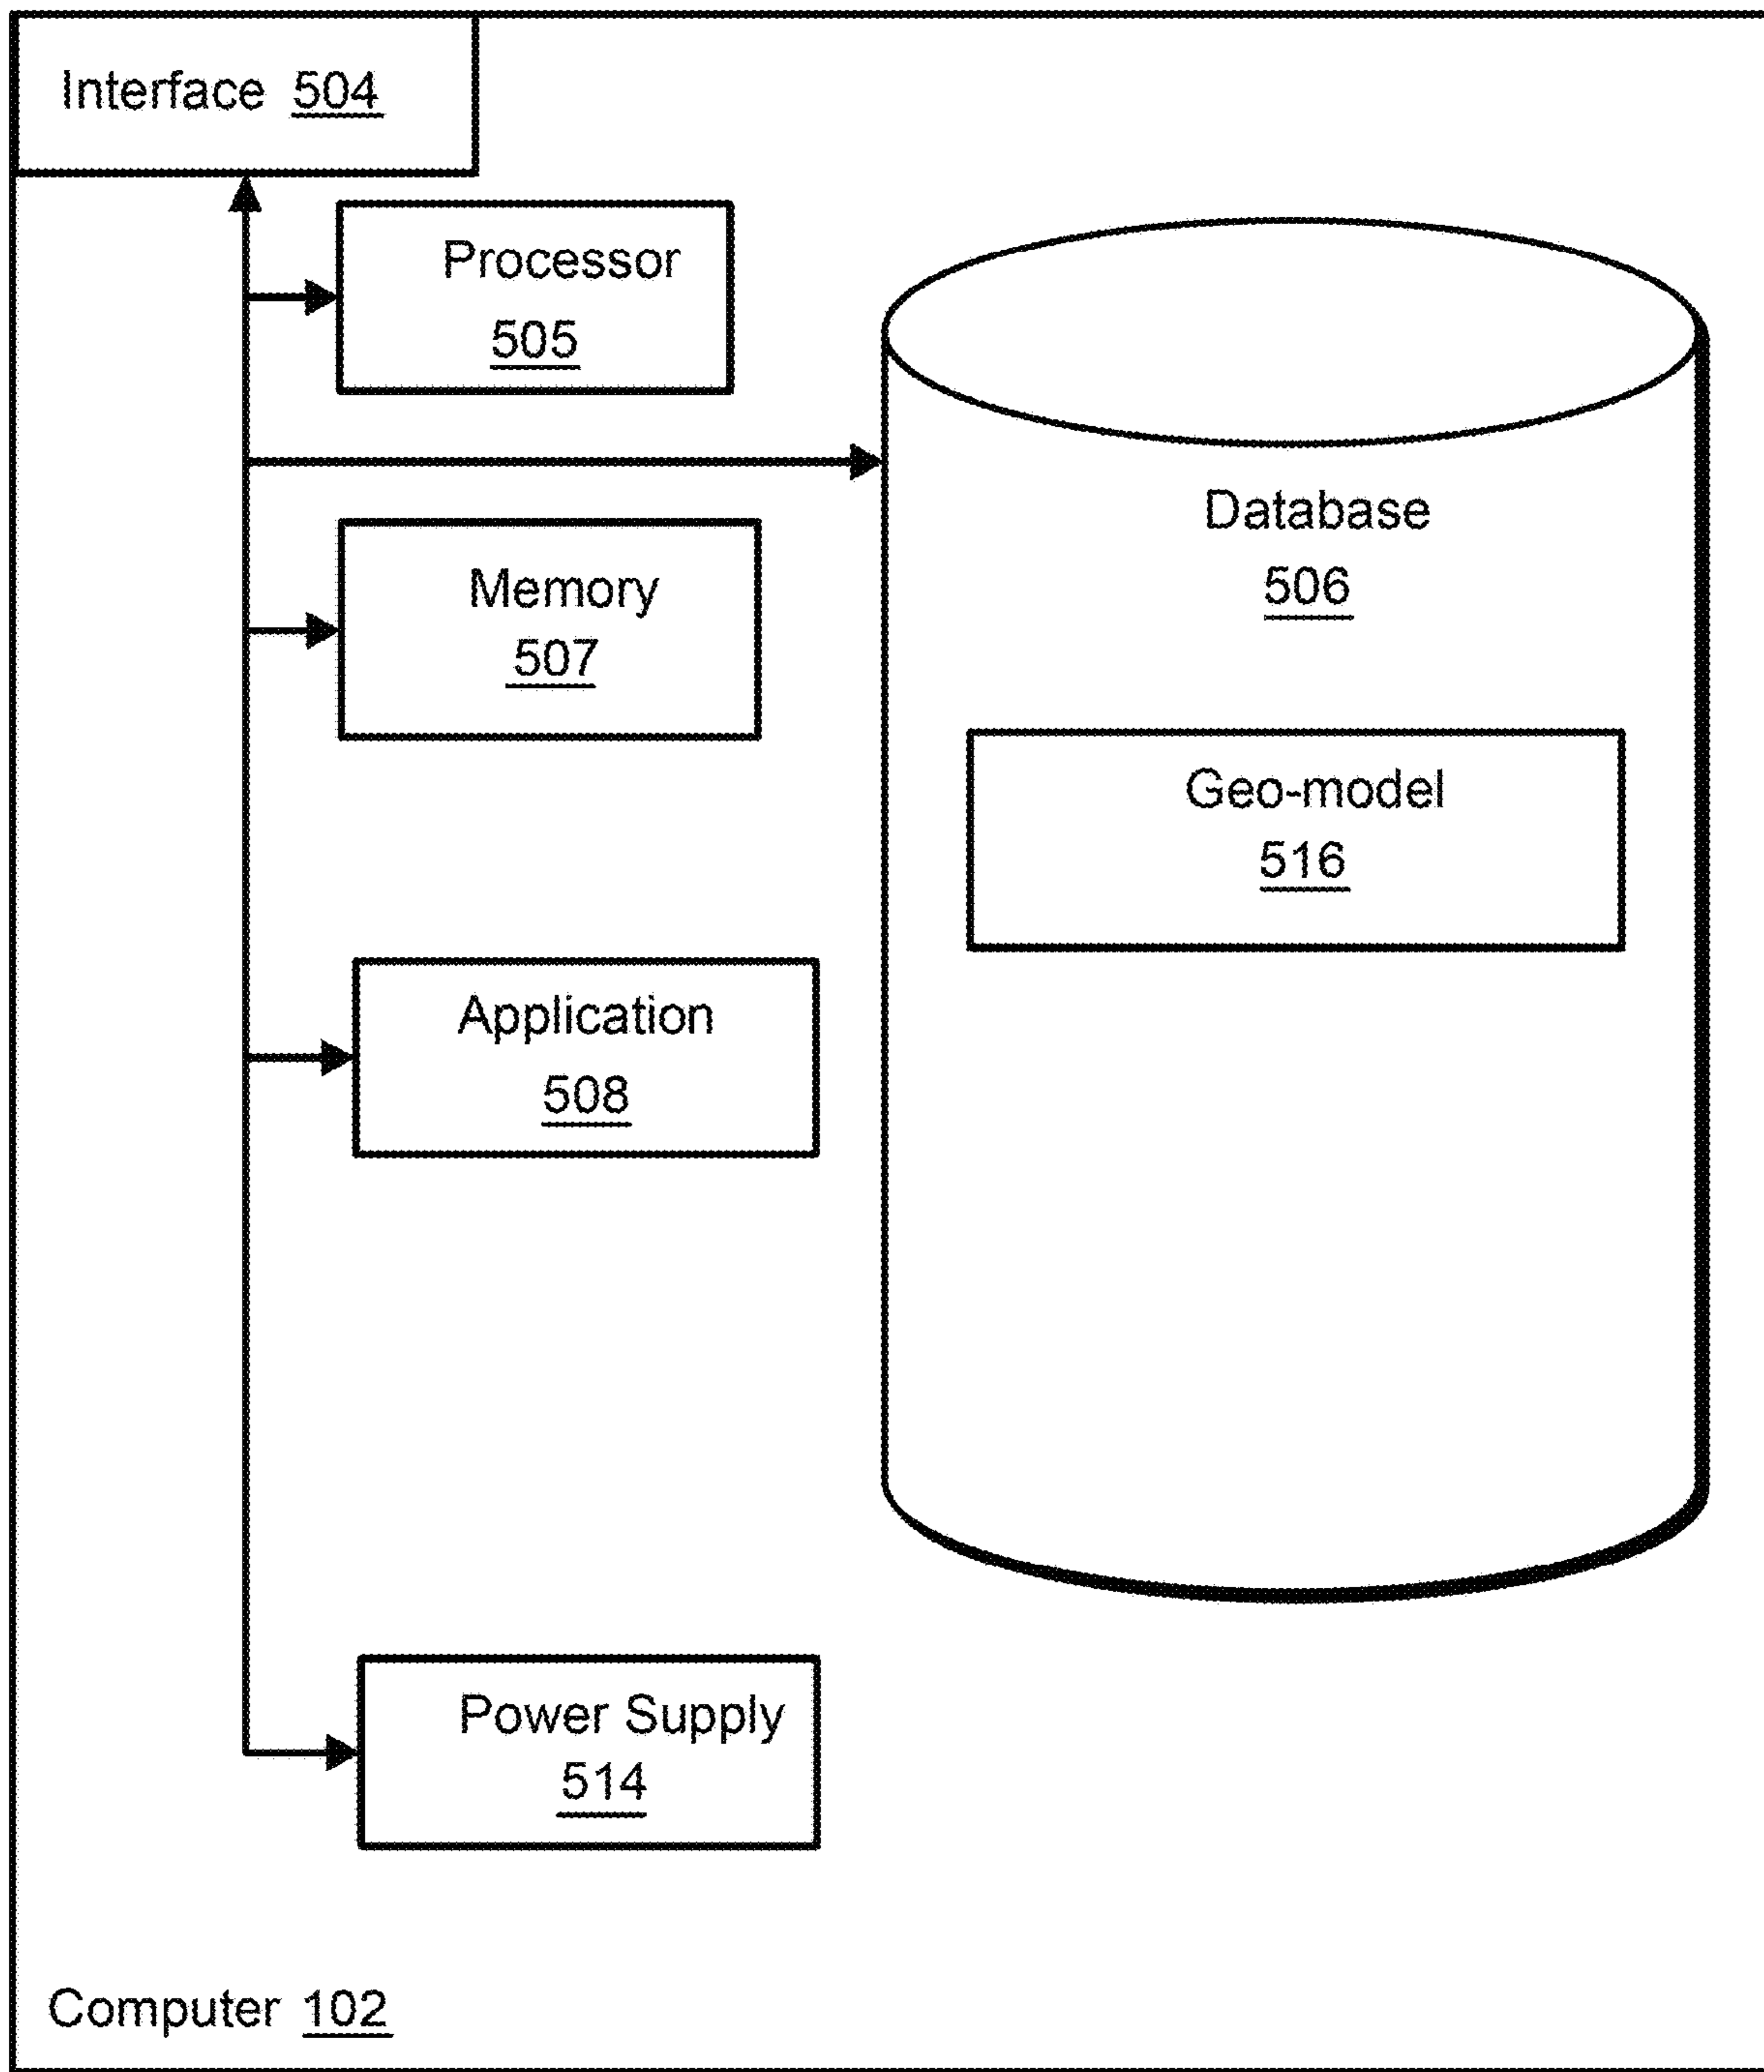 Interface 504
Processor
505
Database
506
Memory
507
Geo-model
516
Application
508
Power Supply
514
Computer 102